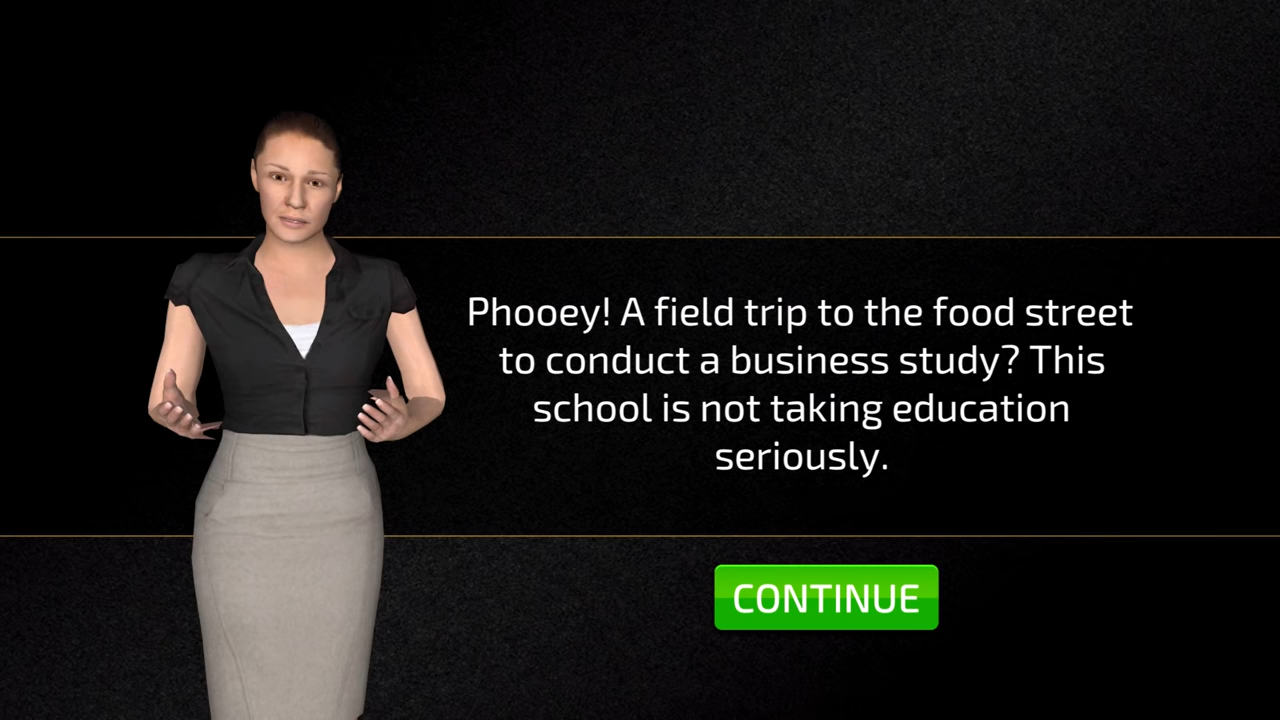 Phooey! A field trip to the food street
to conduct a business study? This
school is not taking education
seriously.
CONTINUE